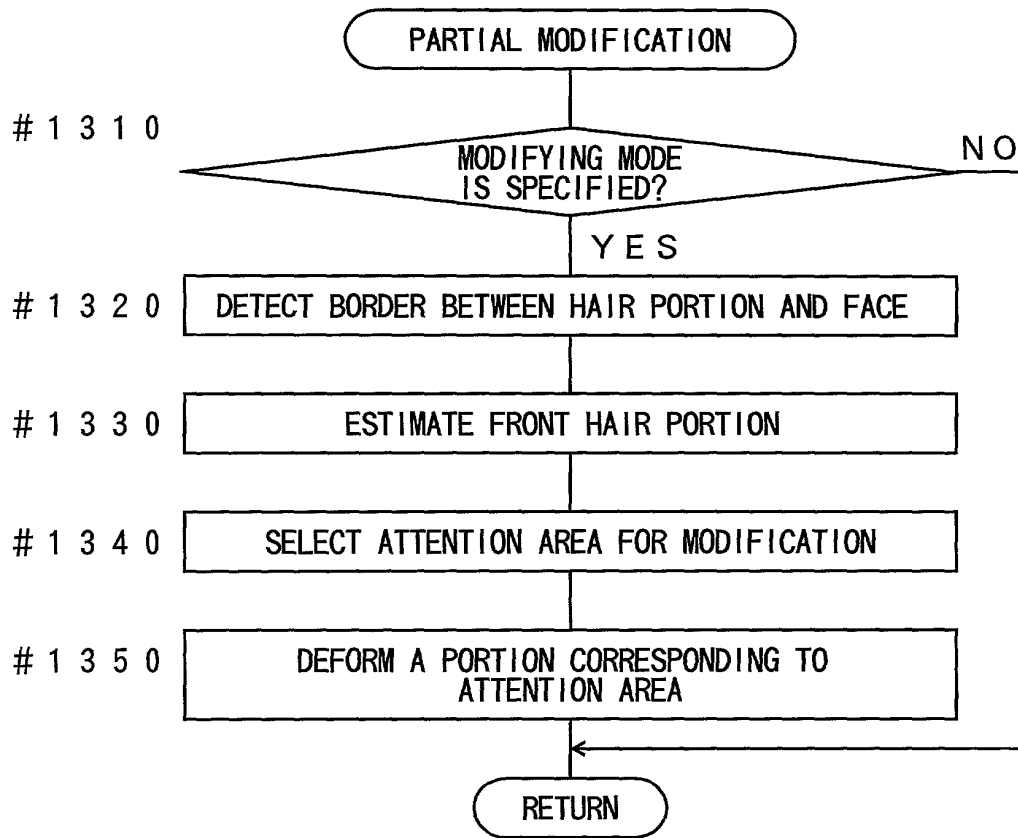 PARTIAL MODIFICATION
#1310
MODIFYING MODE
IS SPECIFIED?
NO
YES
#1320 DETECT BORDER BETWEEN HAIR PORTION AND FACE
#1330 ESTIMATE FRONT HAIR PORTION
#1340 SELECT ATTENTION AREA FOR MODIFICATION
#1350 DEFORM A PORTION CORRESPONDING TO
ATTENTION AREA
RETURN